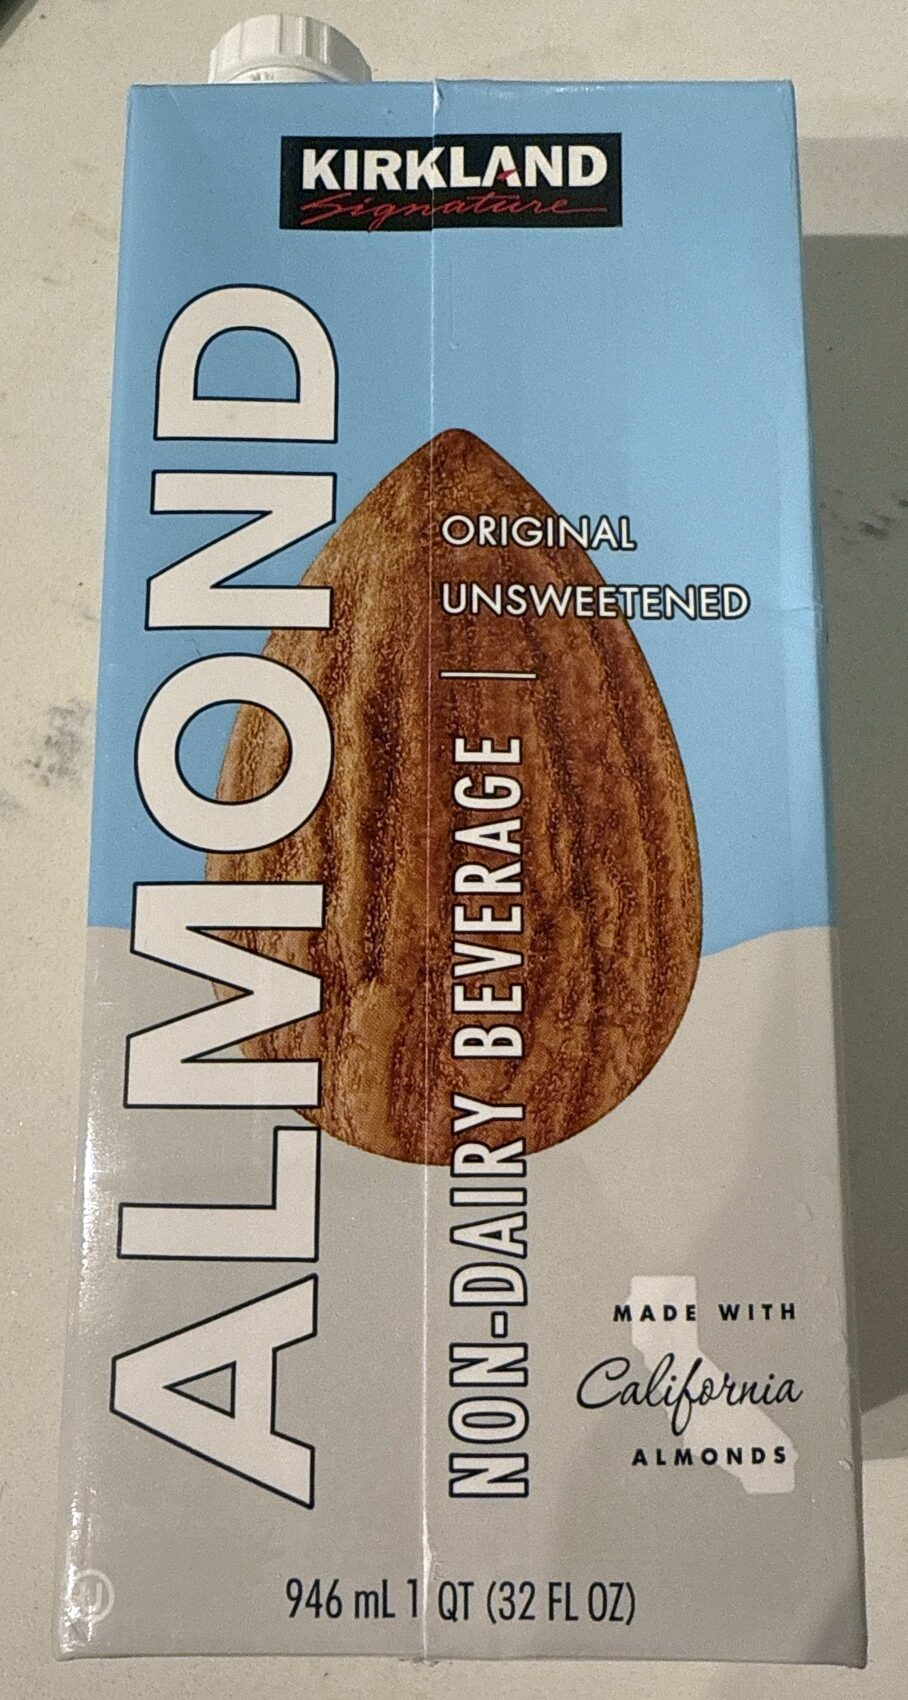 KIRKLAND
Signature
ALMOND
ORIGINAL
UNSWEETENED
NON-DAIRY BEVERAGE
MADE WITH
California
ALMONDS
946 mL 1 QT (32 FL OZ)